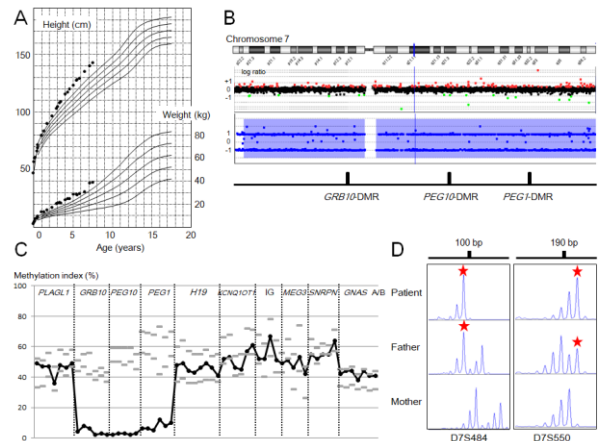 A
Height (cm)
150
100
50
Weight (kg)
80
60
40
20
0
5
10
15
20
Age (years)
B
Chromosome 7
log ratio
+1
0
-1
1
0
-1
GRB10-DMR
PEG10-DMR
PEG1-DMR
C
Methylation index (%)
PLAGL1 GRB10 PEG10 PEG1 H19 KCNQ1OT1 IG MEG3 SNRPN GNAS A/B
100
80
60
40
20
0
D
100 bp
190 bp
Patient
Father
Mother
D7S484
D7S550